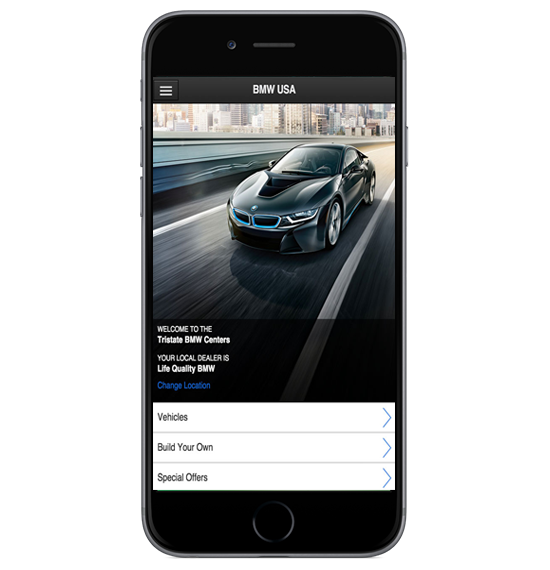 BMW USA
WELCOME TO THE
Tristate BMW Centers
YOUR LOCAL DEALER IS
Life Quality BMW
Change Location
Vehicles
Build Your Own
Special Offers